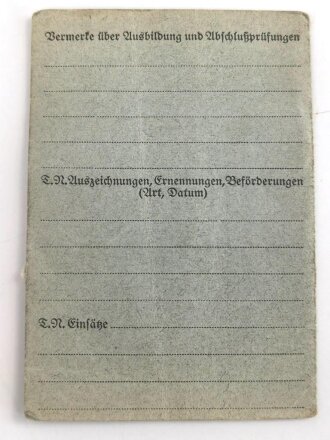 Vermerke über Ausbildung und Abschlußprüfungen
T.N. Auszeichnungen, Ernennungen, Beförderungen
(Art, Datum)
T.N. Einsätze